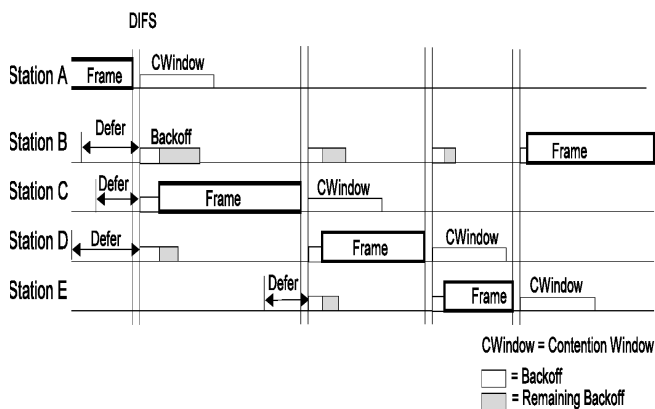 DIFS
Station A
Frame
CWindow
Station B
Defer
Backoff
Frame
Station C
Defer
Frame
CWindow
Station D
Defer
Frame
CWindow
Station E
Defer
Frame
CWindow
CWindow = Contention Window
= Backoff
= Remaining Backoff